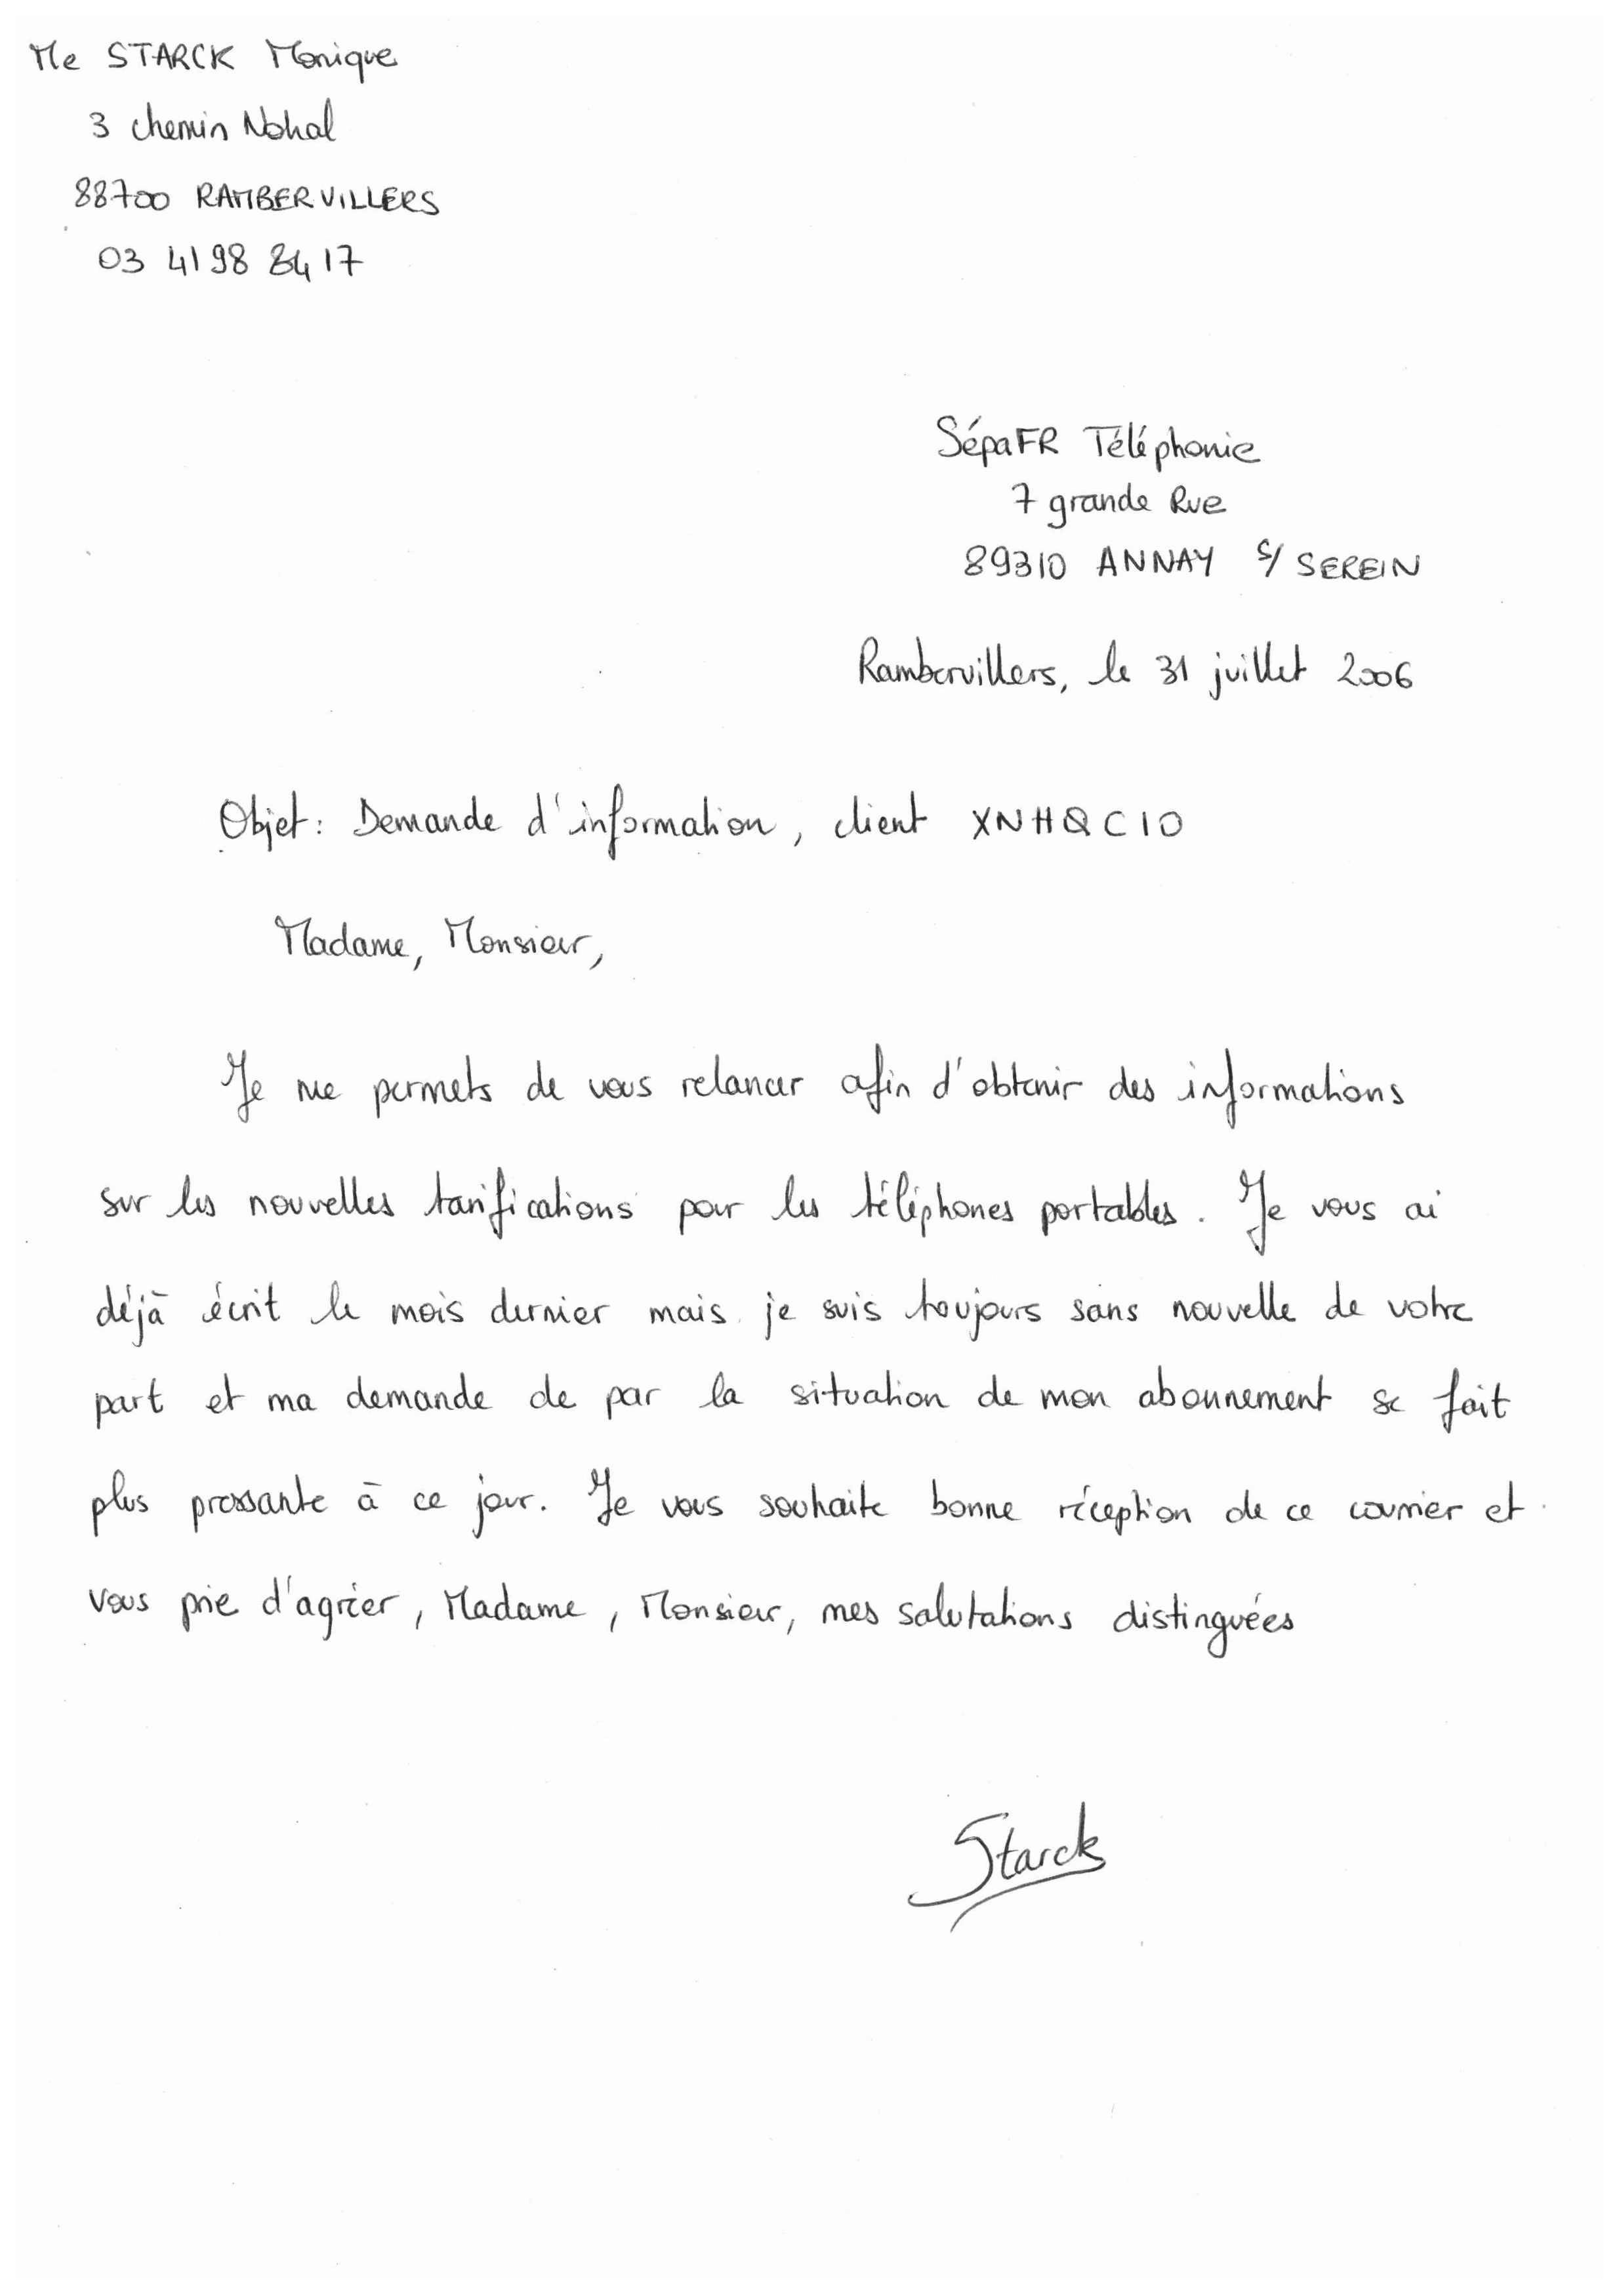 Me STARCK Monique
3 chemin Nohal
88700 RAMBERVILLERS
03 41 98 84 17
SépaFR Téléphonie
7 grande Rue
89310 ANNAY S/ SEREIN
Rambervillers, le 31 juillet 2006
Objet : Demande d'information, client XNHQC10
Madame, Monsieur,
Je me permets de vous relancer afin d'obtenir des informations
sur les nouvelles tarifications pour les téléphones portables. Je vous ai
déjà écrit le mois dernier mais je suis toujours sans nouvelle de votre
part et ma demande de par la situation de mon abonnement se fait
plus pressante à ce jour. Je vous souhaite bonne réception de ce courrier et
vous prie d'agréer, Madame, Monsieur, mes salutations distinguées
Starck